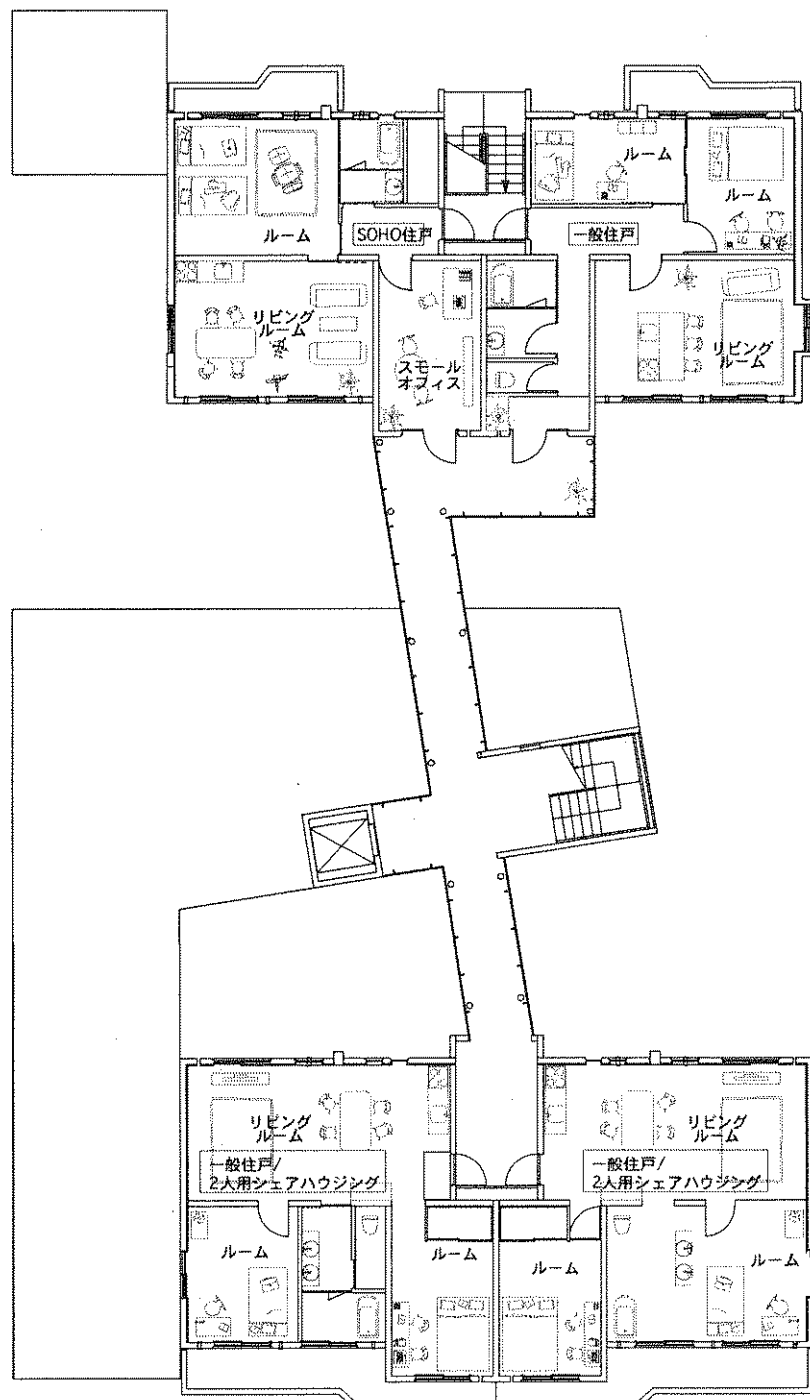 ルーム
ルーム
ルーム
SOHO住戸
一般住戸
リビング
ルーム
スモール
オフィス
リビング
ルーム
リビング
ルーム
リビング
ルーム
一般住戸/
2人用シェアハウジング
一般住戸/
2人用シェアハウジング
ルーム
ルーム
ルーム
ルーム